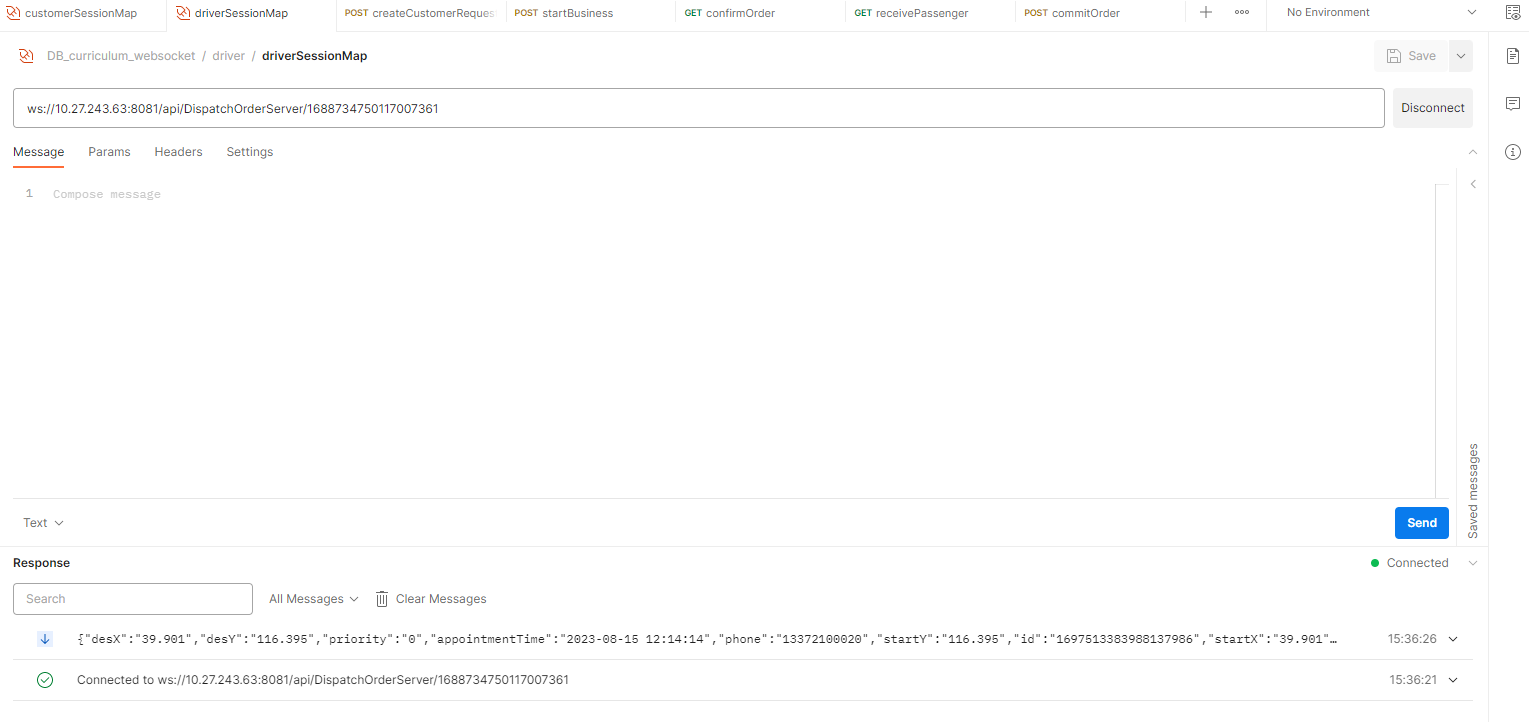 customerSessionMap driverSessionMap POST createCustomerReques POST startBusiness GET confirmOrder GET receivePassenger POST commitOrder No Environment
DB_curriculum_websocket / driver / driverSessionMap Save
ws://10.27.243.63:8081/api/DispatchOrderServer/1688734750117007361 Disconnect
Message Params Headers Settings
1 Compose message
Saved messages
Text Send
Response Connected
Search All Messages Clear Messages
{"desX":"39.901","desY":"116.395","priority":"0","appointmentTime":"2023-08-15 12:14:14","phone":"13372100020","startY":"116.395","id":"1697513383988137986","startX":"39.901"… 15:36:26
Connected to ws://10.27.243.63:8081/api/DispatchOrderServer/1688734750117007361 15:36:21